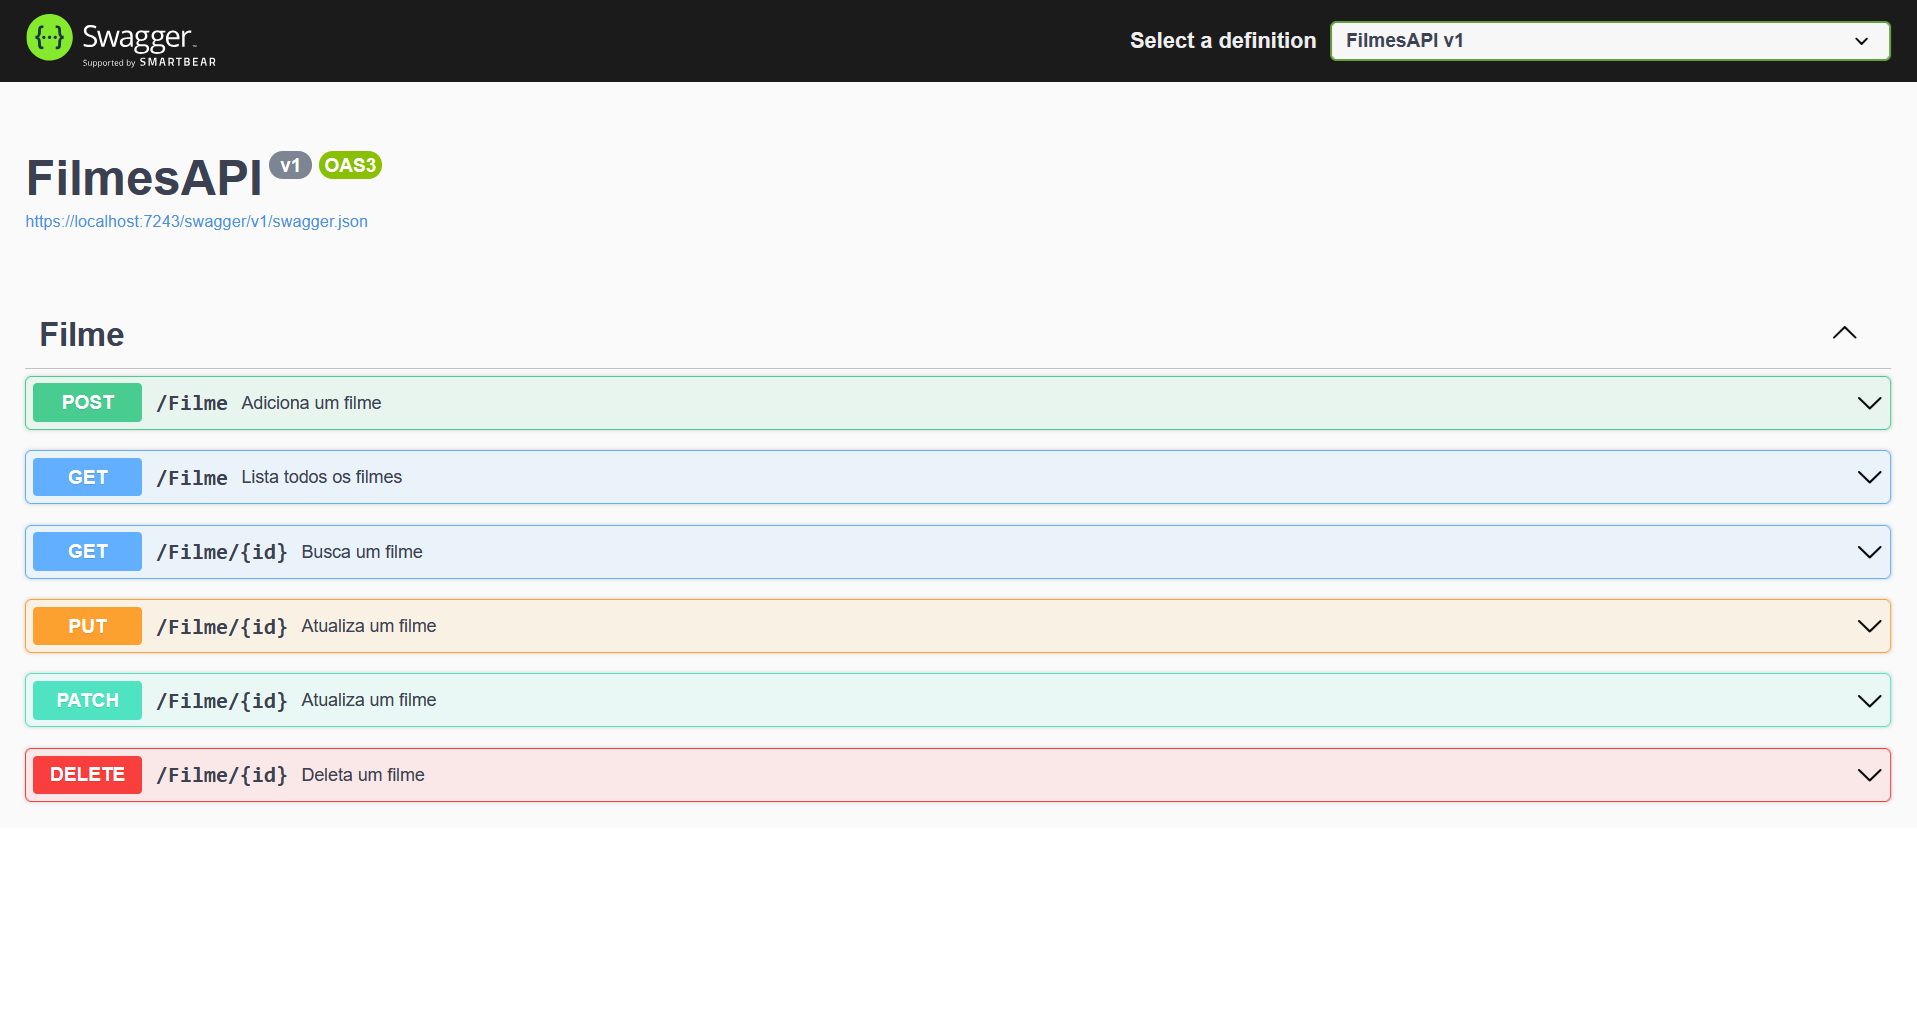 {···} Swagger™ Select a definition FilmesAPI v1
Supported by SMARTBEAR
FilmesAPI v1 OAS3
https://localhost:7243/swagger/v1/swagger.json
Filme
POST /Filme Adiciona um filme
GET /Filme Lista todos os filmes
GET /Filme/{id} Busca um filme
PUT /Filme/{id} Atualiza um filme
PATCH /Filme/{id} Atualiza um filme
DELETE /Filme/{id} Deleta um filme